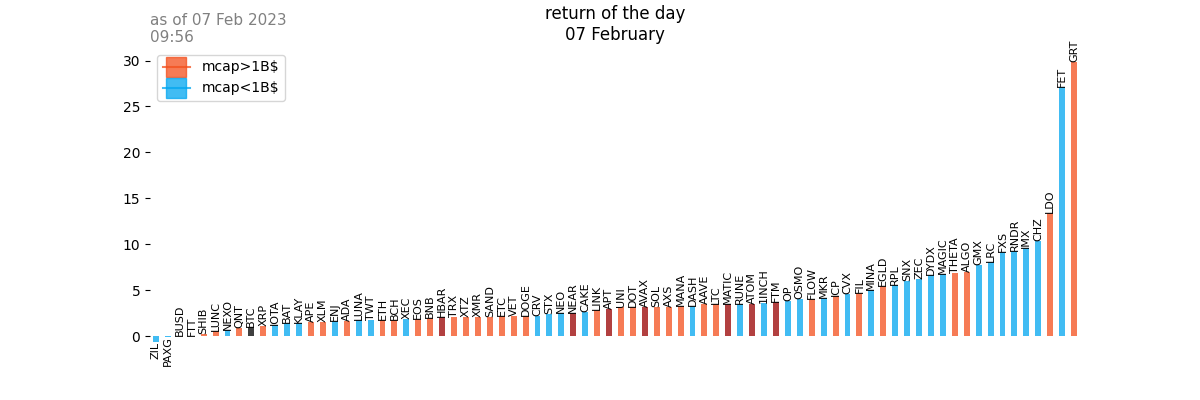 as of 07 Feb 2023
09:56
return of the day
07 February
mcap>1B$
mcap<1B$
30
25
20
15
10
5
0
ZIL
PAXG
BUSD
FTT
SHIB
LUNC
NEXO
QNT
BTC
XRP
IOTA
BAT
KLAY
APE
XLM
ENJ
ADA
LUNA
TWT
ETH
BCH
XEC
EOS
BNB
HBAR
TRX
XTZ
XMR
SAND
ETC
VET
DOGE
CRV
STX
NEO
NEAR
CAKE
LINK
APT
UNI
DOT
AVAX
SOL
AXS
MANA
DASH
AAVE
LTC
MATIC
RUNE
ATOM
1INCH
FTM
OP
OSMO
FLOW
MKR
ICP
CVX
FIL
MINA
EGLD
RPL
SNX
ZEC
DYDX
MAGIC
THETA
ALGO
GMX
LRC
FXS
RNDR
IMX
CHZ
LDO
FET
GRT